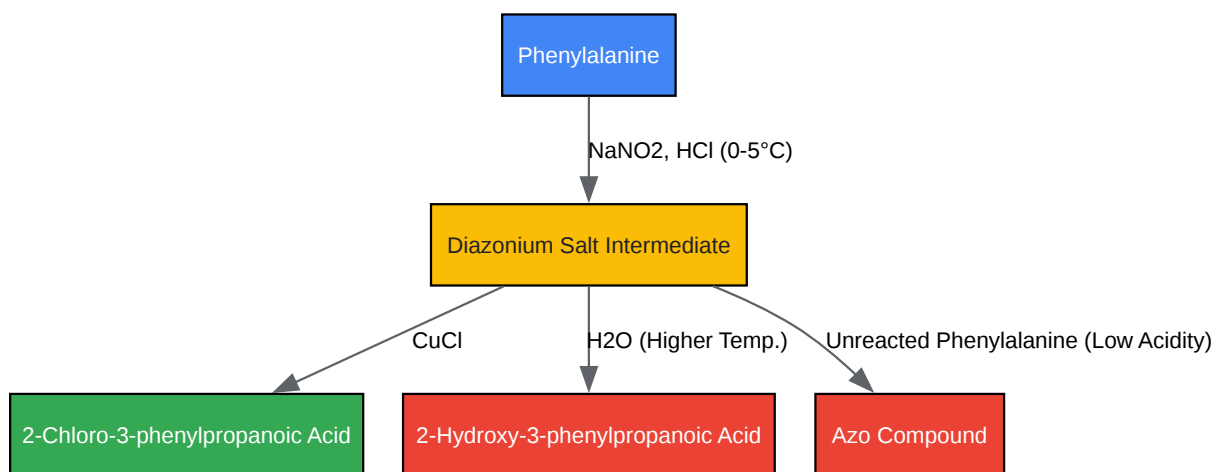 Phenylalanine
NaNO2, HCl (0-5°C)
Diazonium Salt Intermediate
CuCl
H2O (Higher Temp.)
Unreacted Phenylalanine (Low Acidity)
2-Chloro-3-phenylpropanoic Acid
2-Hydroxy-3-phenylpropanoic Acid
Azo Compound